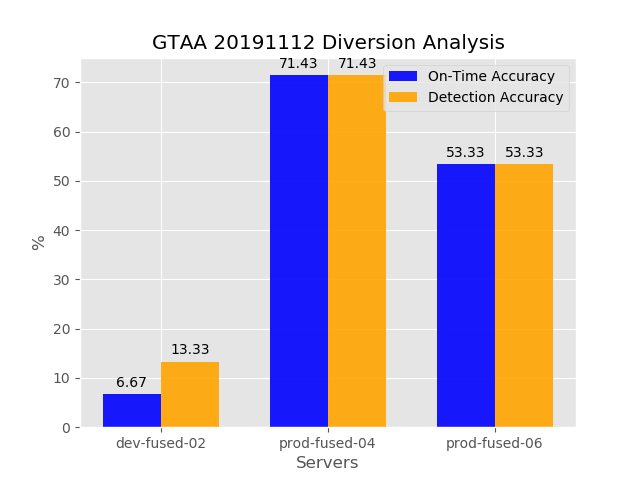 GTAA 20191112 Diversion Analysis
71.43 71.43
On-Time Accuracy
Detection Accuracy
53.33 53.33
13.33
6.67
70
60
50
40
30
20
10
0
%
dev-fused-02 prod-fused-04 prod-fused-06
Servers